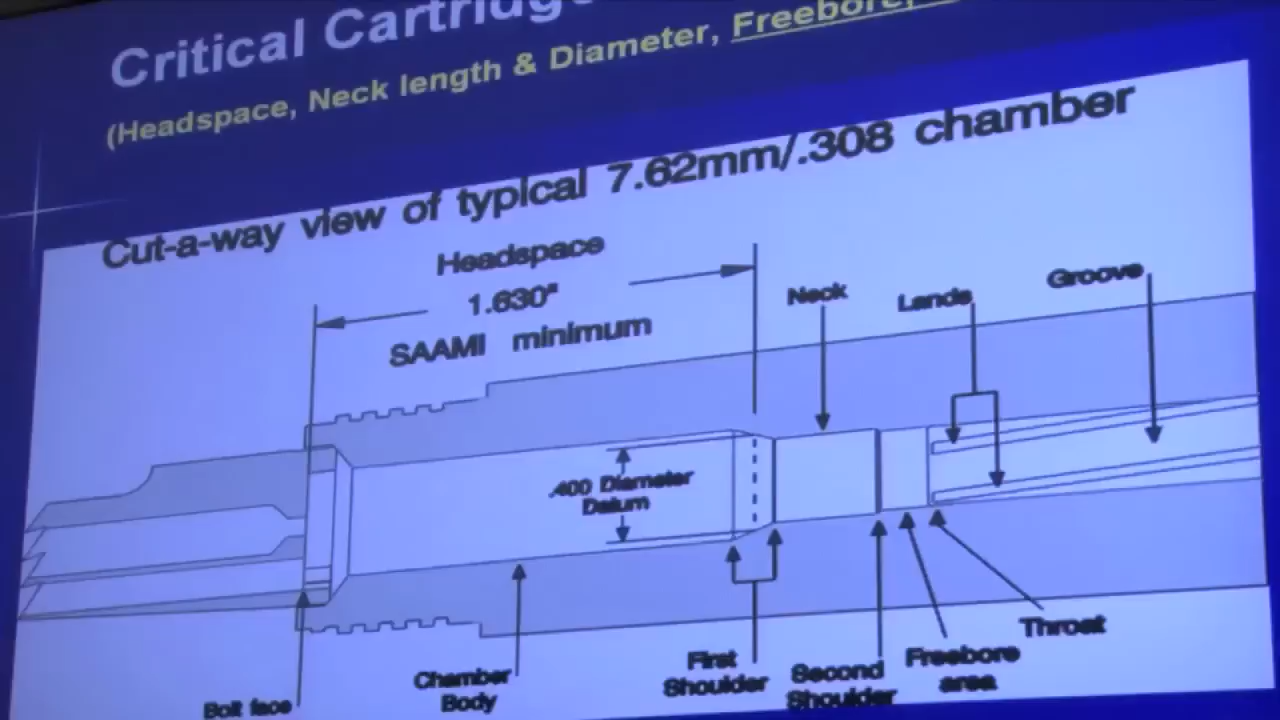 Critical
(Headspace, Neck length & Diameter, Freebore,
Cut-a-way view of typical 7.62mm/.308 chamber
Headspace
1.630"
SAAMI minimum
Neck
Lands
Groove
.400 Diameter
Datum
Bolt face
Chamber
Body
First
Shoulder
Second
Shoulder
Freebore
area
Throat